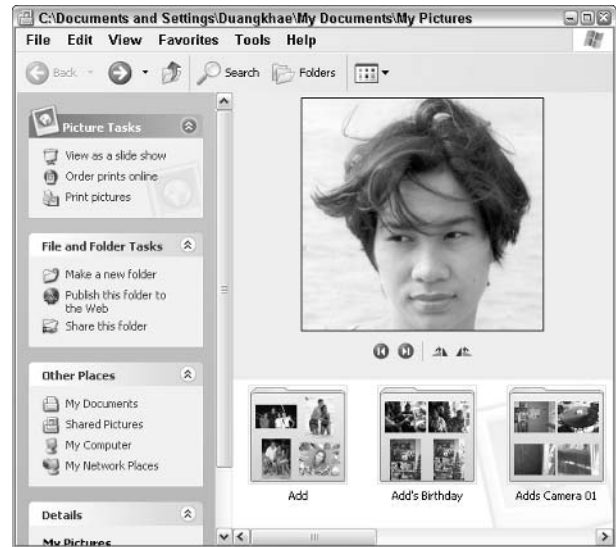 C:\Documents and Settings\Duangkhae\My Documents\My Pictures
File Edit View Favorites Tools Help
Back Search Folders
Picture Tasks
View as a slide show
Order prints online
Print pictures
File and Folder Tasks
Make a new folder
Publish this folder to
the Web
Share this folder
Other Places
My Documents
Shared Pictures
My Computer
My Network Places
Details
My Pictures
Add
Add's Birthday
Adds Camera 01